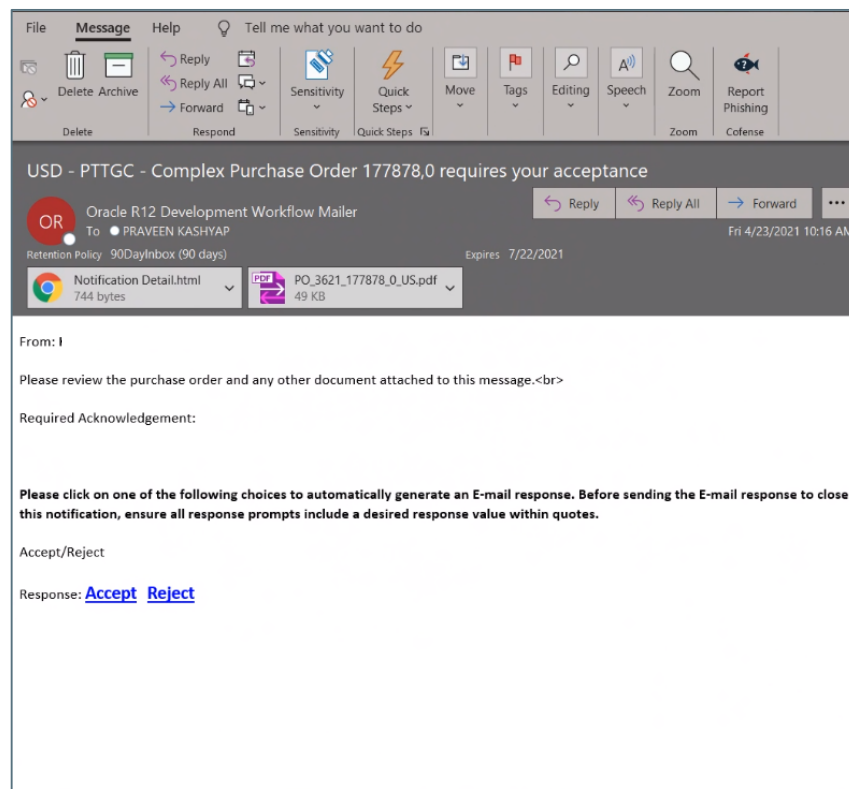 File Message Help Tell me what you want to do
Delete Archive
Reply
Reply All
Forward
Sensitivity
Quick Steps
Move
Tags
Editing
Speech
Zoom
Report Phishing
Delete Respond Sensitivity Quick Steps Zoom Cofense
USD - PTTGC - Complex Purchase Order 177878,0 requires your acceptance
OR
Oracle R12 Development Workflow Mailer
To PRAVEEN KASHYAP
Reply Reply All Forward ...
Fri 4/23/2021 10:16 AM
Retention Policy 90DayInbox (90 days) Expires 7/22/2021
Notification Detail.html
744 bytes
PDF
PO_3621_177878_0_US.pdf
49 KB
From:
Please review the purchase order and any other document attached to this message.<br>
Required Acknowledgement:
Please click on one of the following choices to automatically generate an E-mail response. Before sending the E-mail response to close
this notification, ensure all response prompts include a desired response value within quotes.
Accept/Reject
Response: Accept Reject